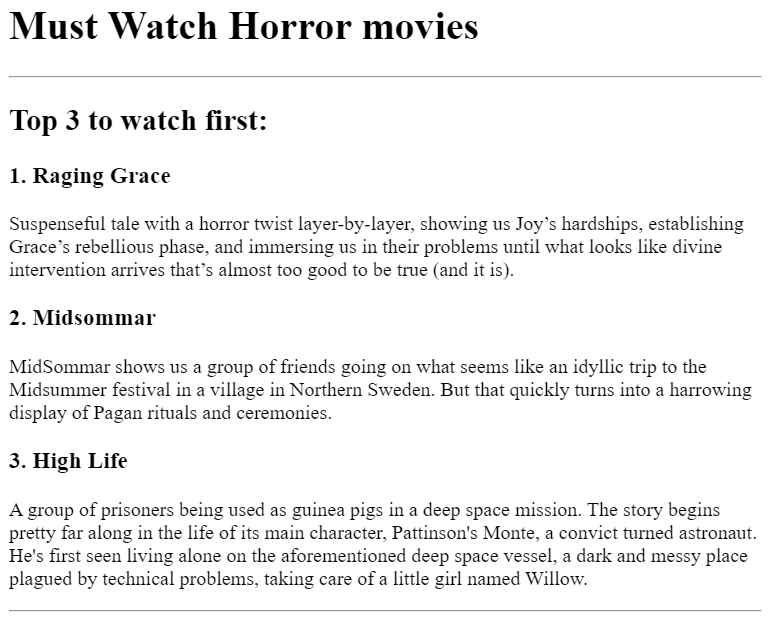 Must Watch Horror movies
Top 3 to watch first:
1. Raging Grace
Suspenseful tale with a horror twist layer-by-layer, showing us Joy’s hardships, establishing
Grace’s rebellious phase, and immersing us in their problems until what looks like divine
intervention arrives that’s almost too good to be true (and it is).
2. Midsommar
MidSommar shows us a group of friends going on what seems like an idyllic trip to the
Midsummer festival in a village in Northern Sweden. But that quickly turns into a harrowing
display of Pagan rituals and ceremonies.
3. High Life
A group of prisoners being used as guinea pigs in a deep space mission. The story begins
pretty far along in the life of its main character, Pattinson's Monte, a convict turned astronaut.
He's first seen living alone on the aforementioned deep space vessel, a dark and messy place
plagued by technical problems, taking care of a little girl named Willow.